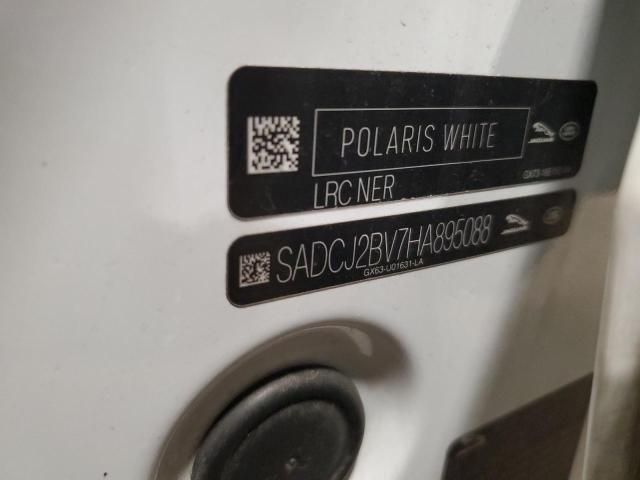 POLARIS WHITE
LRC NER
SADCJ2BV7HA895088
GX63-U01631-LA